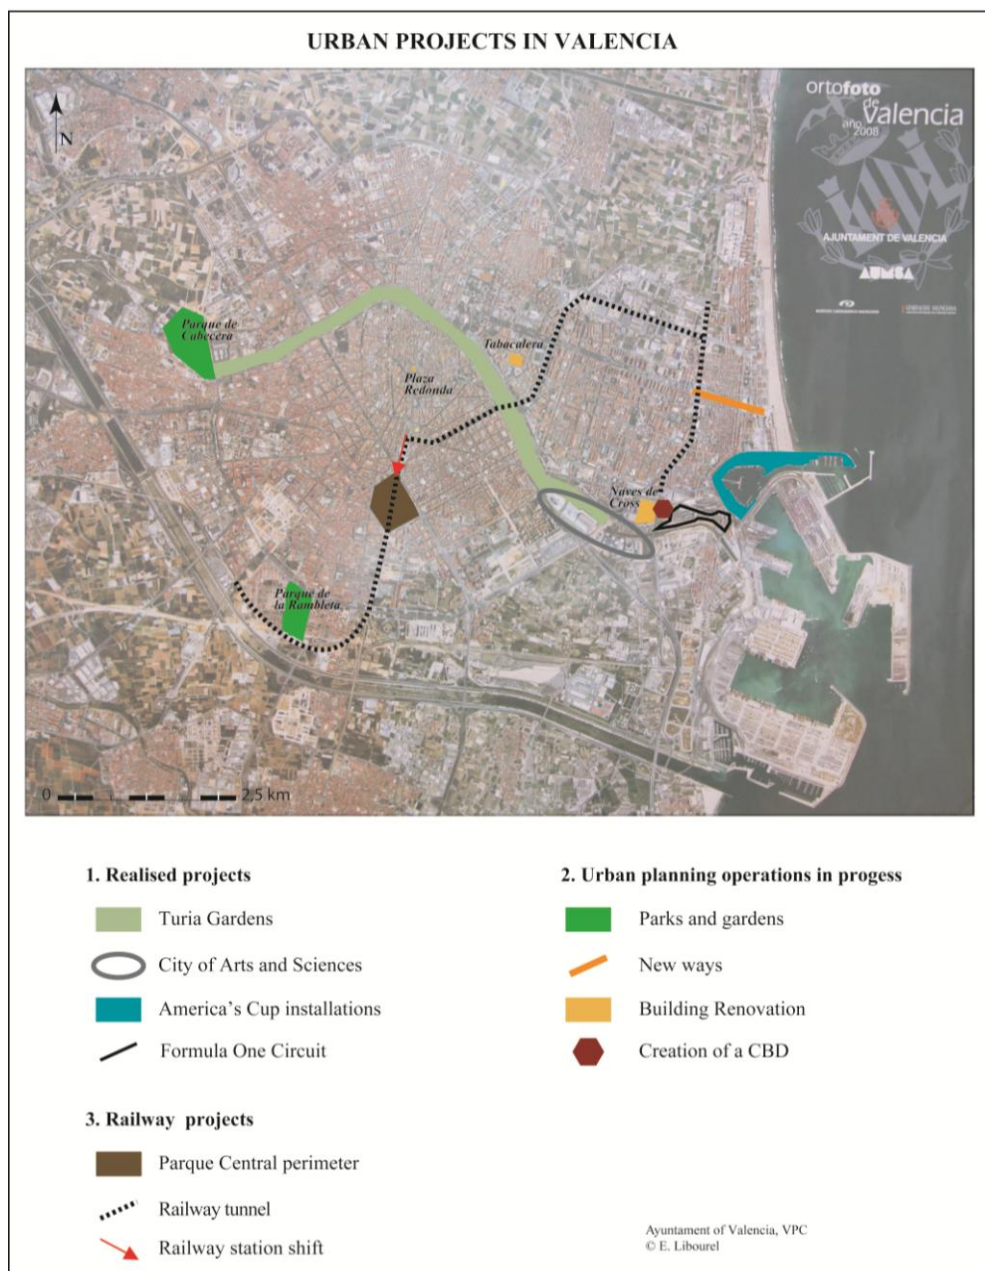 URBAN PROJECTS IN VALENCIA
N
ortofoto
de
valencia
año
2008
AJUNTAMENT DE VALENCIA
AUMSA
Parque de
Cabecera
Tabacalera
Plaza
Redonda
Naves de
Cross
Parque de
la Rambleta
0 2,5 km
1. Realised projects
Turia Gardens
City of Arts and Sciences
America's Cup installations
Formula One Circuit
2. Urban planning operations in progess
Parks and gardens
New ways
Building Renovation
Creation of a CBD
3. Railway projects
Parque Central perimeter
Railway tunnel
Railway station shift
Ayuntament of Valencia, VPC
© E. Libourel